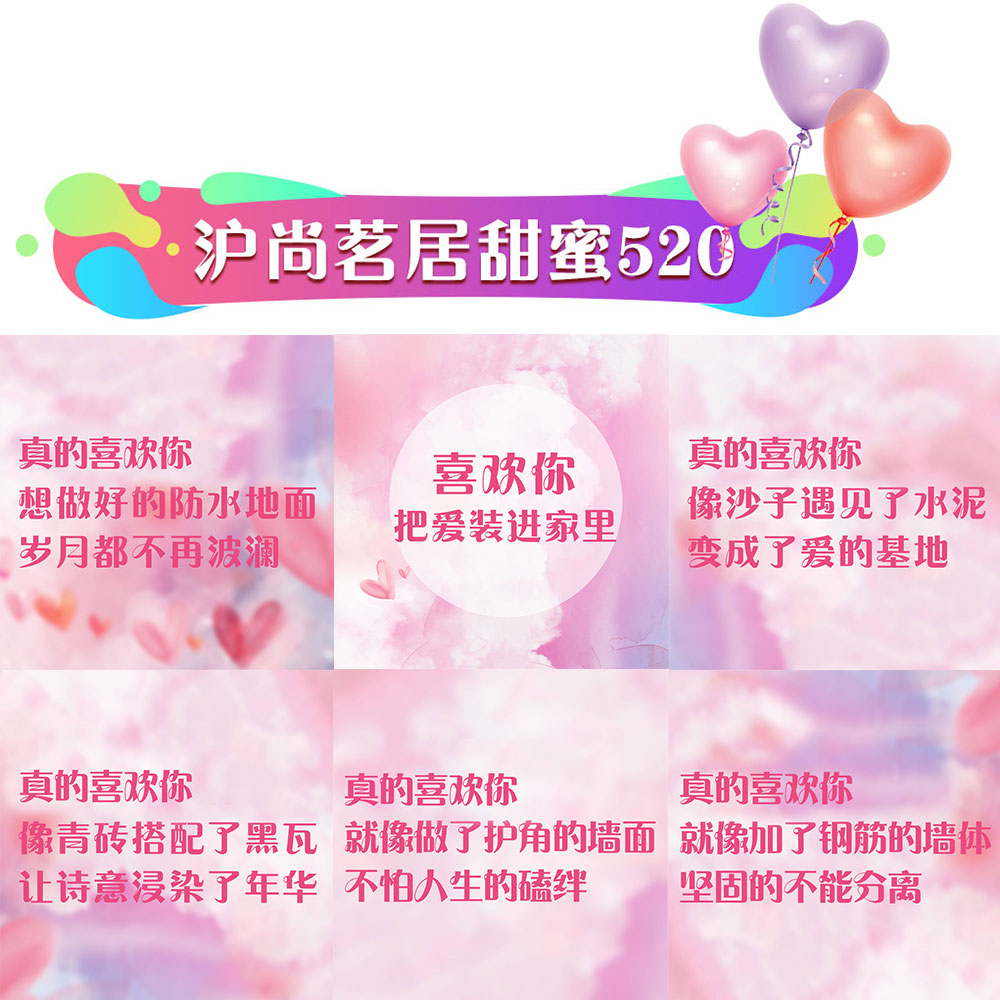 沪尚茗居甜蜜520
真的喜欢你
想做好的防水地面
岁月都不再波澜
喜欢你
把爱装进家里
真的喜欢你
像沙子遇见了水泥
变成了爱的基地
真的喜欢你
像青砖搭配了黑瓦
让诗意浸染了年华
真的喜欢你
就像做了护角的墙面
不怕人生的磕绊
真的喜欢你
就像加了钢筋的墙体
坚固的不能分离